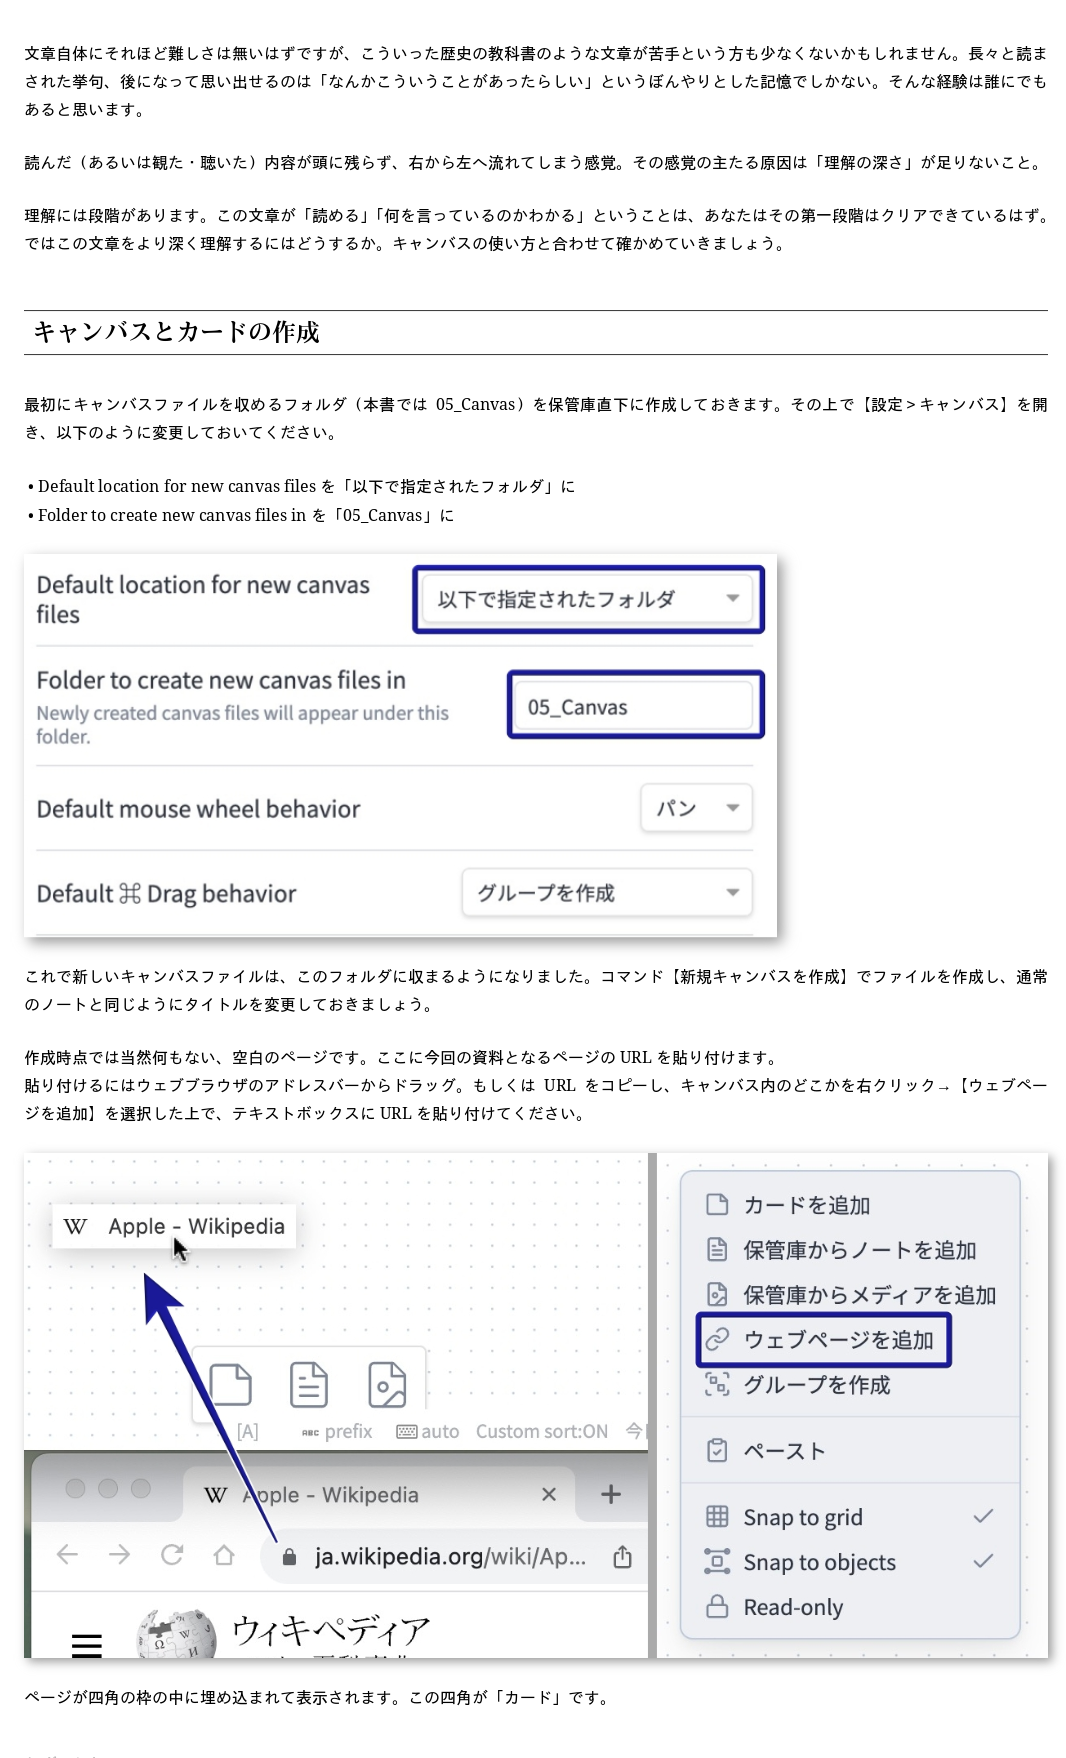 文章自体にそれほど難しさは無いはずですが、こういった歴史の教科書のような文章が苦手という方も少なくないかもしれません。長々と読ま
された挙句、後になって思い出せるのは「なんかこういうことがあったらしい」というぼんやりとした記憶でしかない。そんな経験は誰にでも
あると思います。
読んだ（あるいは観た・聴いた）内容が頭に残らず、右から左へ流れてしまう感覚。その感覚の主たる原因は「理解の深さ」が足りないこと。
理解には段階があります。この文章が「読める」「何を言っているのかわかる」ということは、あなたはその第一段階はクリアできているはず。
ではこの文章をより深く理解するにはどうするか。キャンバスの使い方と合わせて確かめていきましょう。
キャンバスとカードの作成
最初にキャンバスファイルを収めるフォルダ（本書では 05_Canvas）を保管庫直下に作成しておきます。その上で【設定 > キャンバス】を開
き、以下のように変更しておいてください。
• Default location for new canvas files を「以下で指定されたフォルダ」に
• Folder to create new canvas files in を「05_Canvas」に
Default location for new canvas
files
以下で指定されたフォルダ
Folder to create new canvas files in
Newly created canvas files will appear under this
folder.
05_Canvas
Default mouse wheel behavior
パン
Default ⌘ Drag behavior
グループを作成
これで新しいキャンバスファイルは、このフォルダに収まるようになりました。コマンド【新規キャンバスを作成】でファイルを作成し、通常
のノートと同じようにタイトルを変更しておきましょう。
作成時点では当然何もない、空白のページです。ここに今回の資料となるページの URL を貼り付けます。
貼り付けるにはウェブブラウザのアドレスバーからドラッグ。もしくは URL をコピーし、キャンバス内のどこかを右クリック→【ウェブペー
ジを追加】を選択した上で、テキストボックスに URL を貼り付けてください。
W Apple - Wikipedia
[A] ABC prefix auto Custom sort:ON 今
W Apple - Wikipedia × +
ja.wikipedia.org/wiki/Ap...
ウィキペディア
カードを追加
保管庫からノートを追加
保管庫からメディアを追加
ウェブページを追加
グループを作成
ペースト
Snap to grid
Snap to objects
Read-only
ページが四角の枠の中に埋め込まれて表示されます。この四角が「カード」です。